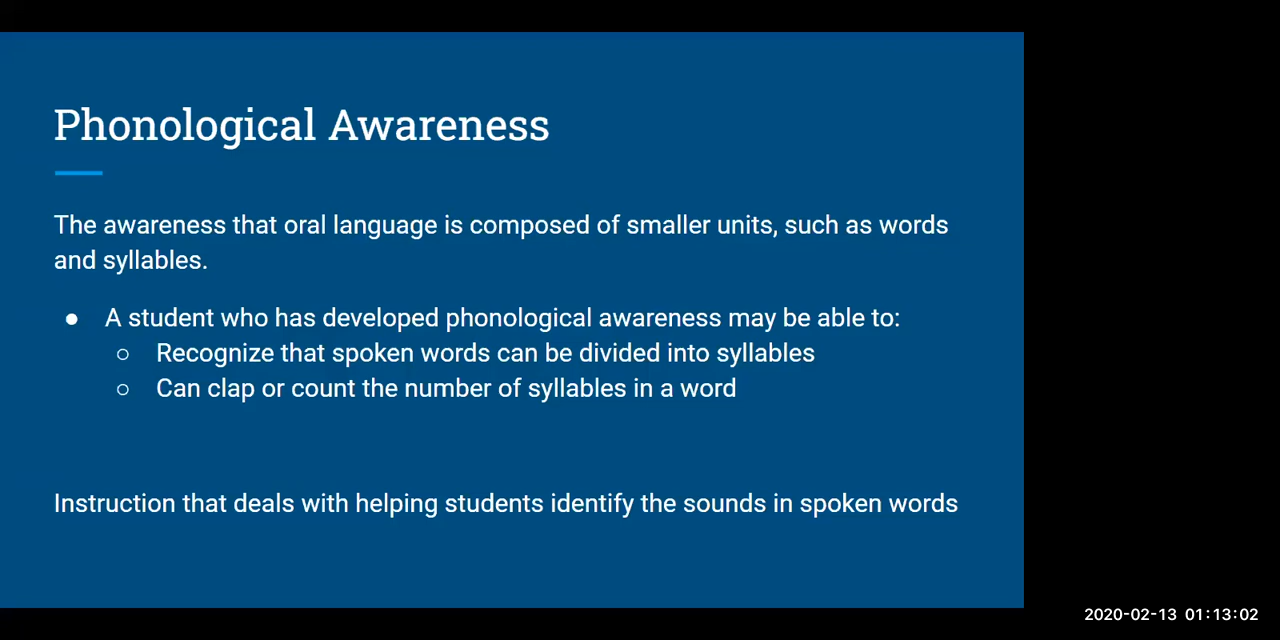 Phonological Awareness
The awareness that oral language is composed of smaller units, such as words
and syllables.
● A student who has developed phonological awareness may be able to:
○ Recognize that spoken words can be divided into syllables
○ Can clap or count the number of syllables in a word
Instruction that deals with helping students identify the sounds in spoken words
2020-02-13 01:13:02